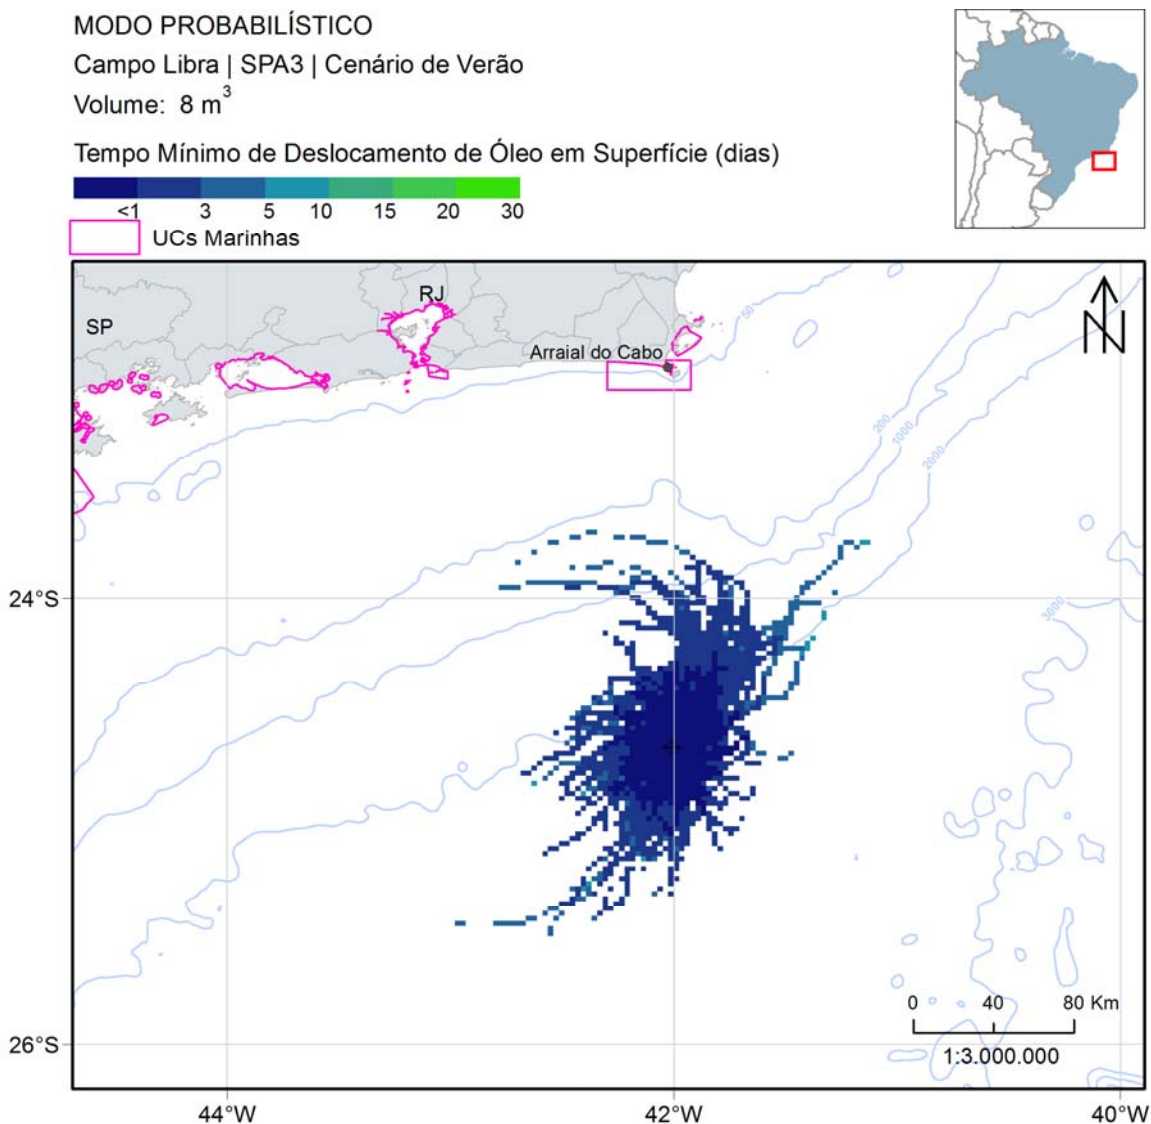 MODO PROBABILÍSTICO
Campo Libra | SPA3 | Cenário de Verão
Volume: 8 m³
Tempo Mínimo de Deslocamento de Óleo em Superfície (dias)
<1 3 5 10 15 20 30
UCs Marinhas
RJ
SP
50
Arraial do Cabo
N
200
1000
2000
24°S
3000
0 40 80 Km
26°S
1:3.000.000
44°W 42°W 40°W